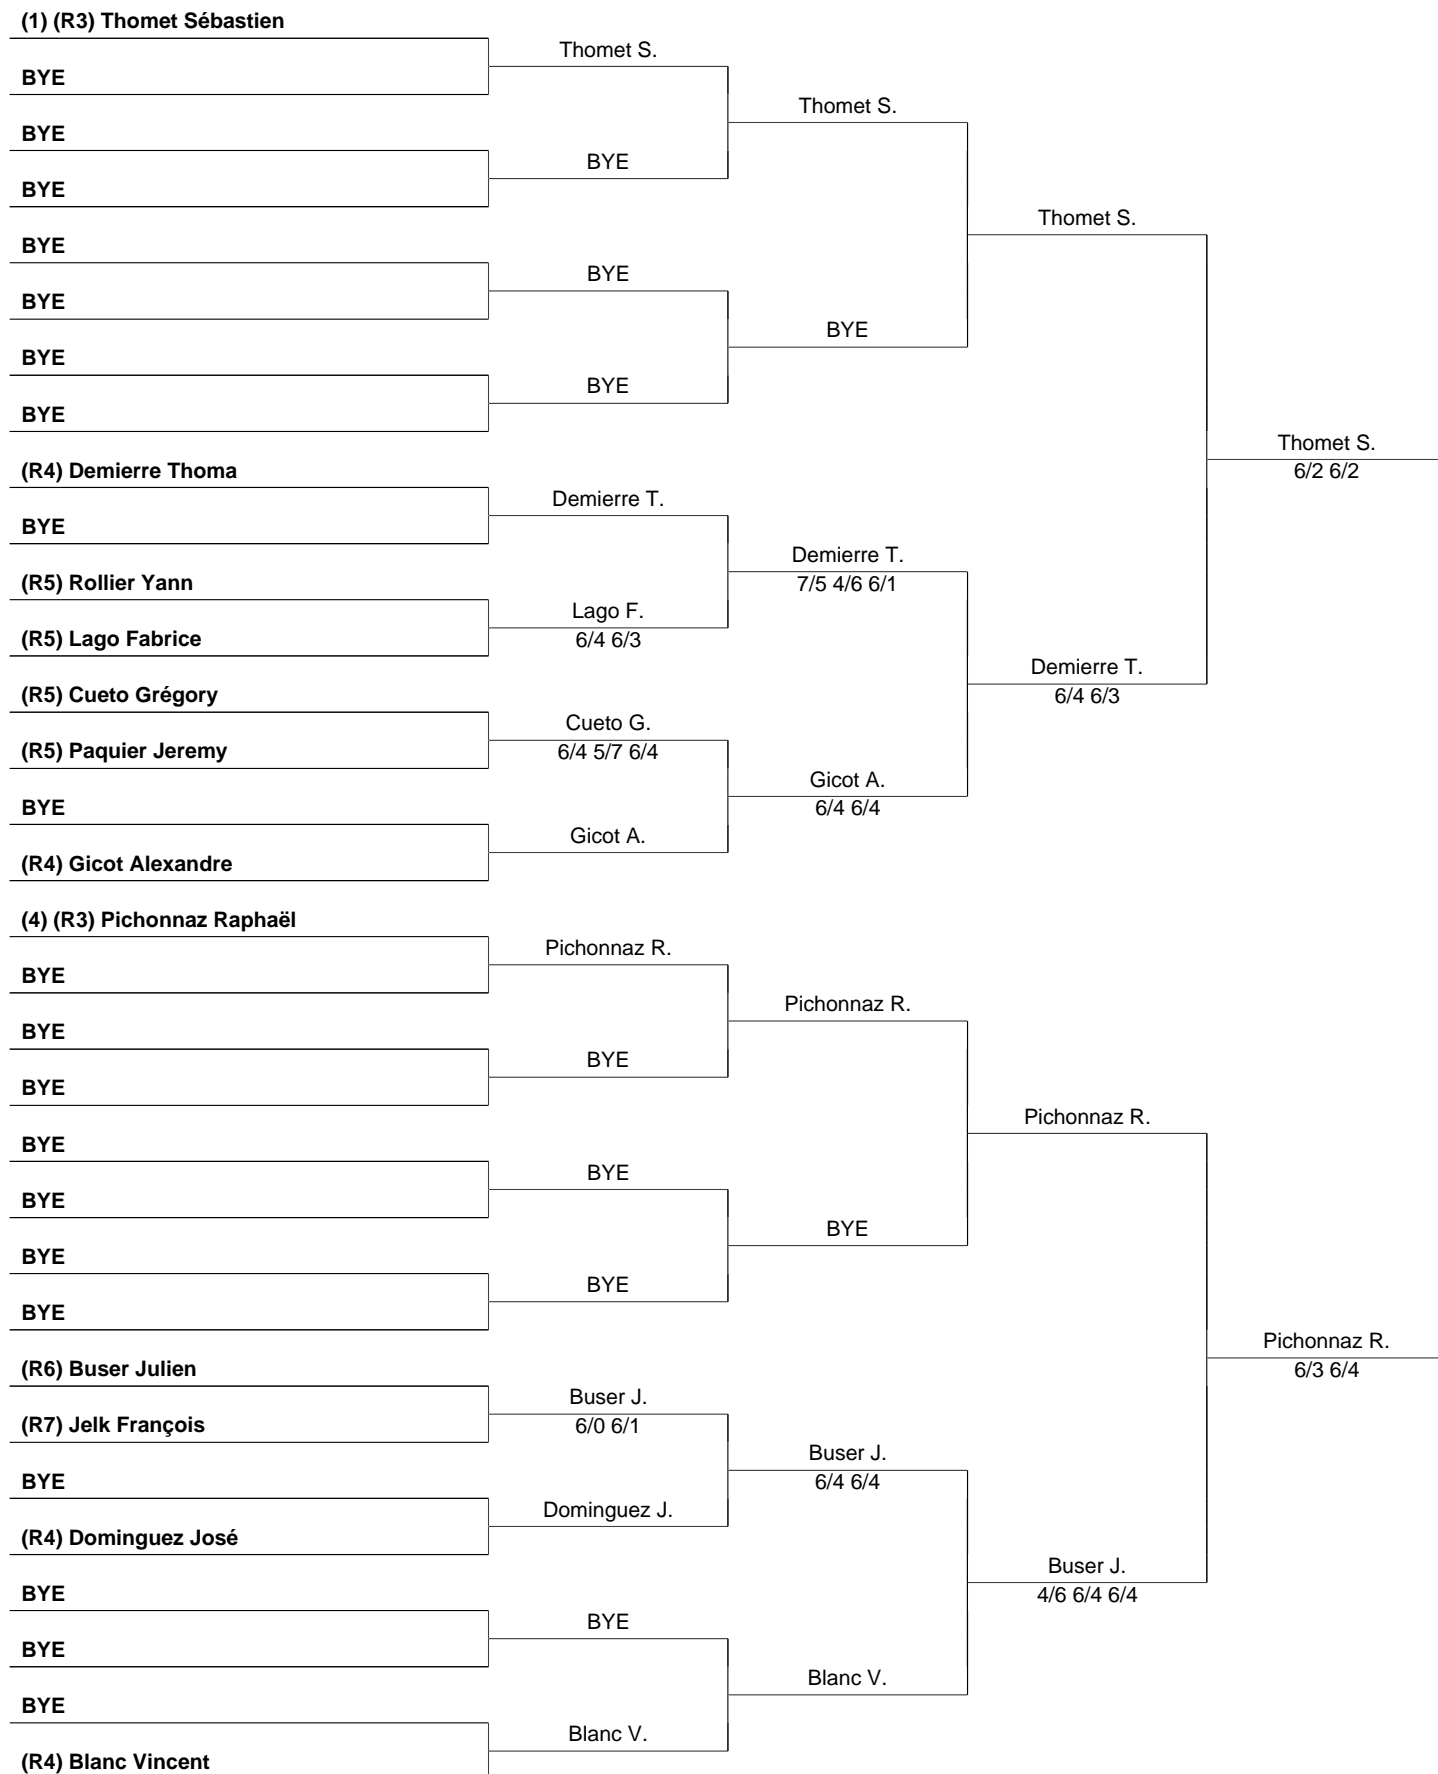 (1) (R3) Thomet Sébastien
Thomet S.
BYE
Thomet S.
BYE
BYE
BYE
Thomet S.
BYE
BYE
BYE
BYE
BYE
BYE
BYE
Thomet S.
6/2 6/2
(R4) Demierre Thoma
Demierre T.
BYE
Demierre T.
7/5 4/6 6/1
(R5) Rollier Yann
Lago F.
6/4 6/3
(R5) Lago Fabrice
Demierre T.
6/4 6/3
(R5) Cueto Grégory
Cueto G.
6/4 5/7 6/4
(R5) Paquier Jeremy
Gicot A.
6/4 6/4
BYE
Gicot A.
(R4) Gicot Alexandre
(4) (R3) Pichonnaz Raphaël
Pichonnaz R.
BYE
Pichonnaz R.
BYE
BYE
BYE
Pichonnaz R.
BYE
BYE
BYE
BYE
BYE
BYE
BYE
Pichonnaz R.
6/3 6/4
(R6) Buser Julien
Buser J.
6/0 6/1
(R7) Jelk François
Buser J.
6/4 6/4
BYE
Dominguez J.
(R4) Dominguez José
Buser J.
4/6 6/4 6/4
BYE
BYE
BYE
Blanc V.
BYE
Blanc V.
(R4) Blanc Vincent